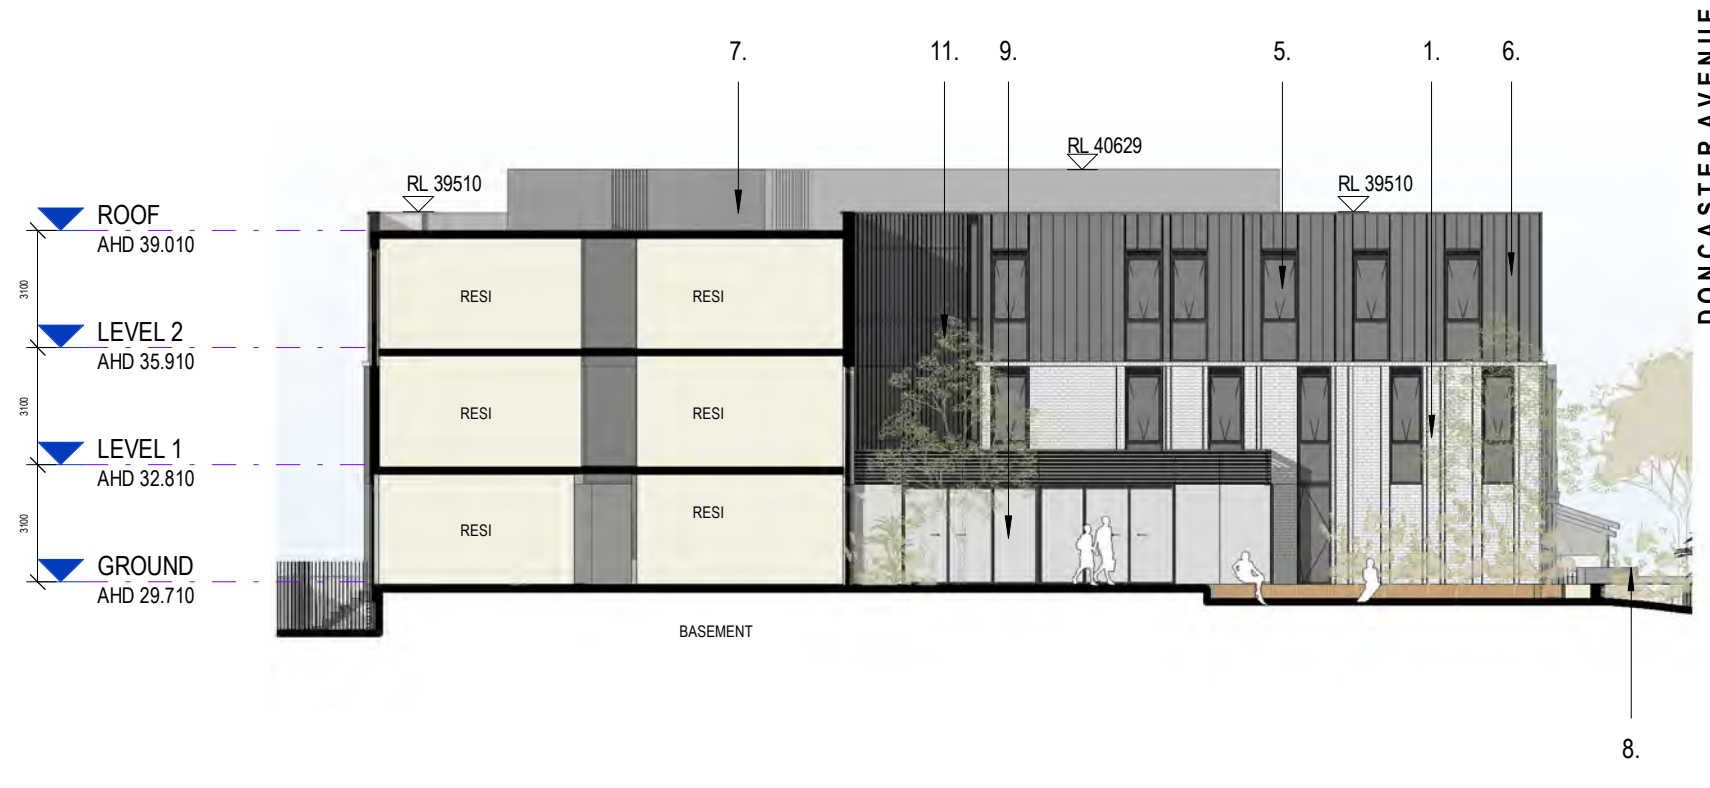 7.
11.
9.
5.
1.
6.
DONCASTER AVENUE
RL 40629
RL 39510
RL 39510
ROOF
AHD 39.010
3100
RESI
RESI
LEVEL 2
AHD 35.910
3100
RESI
RESI
LEVEL 1
AHD 32.810
3100
RESI
RESI
GROUND
AHD 29.710
BASEMENT
8.